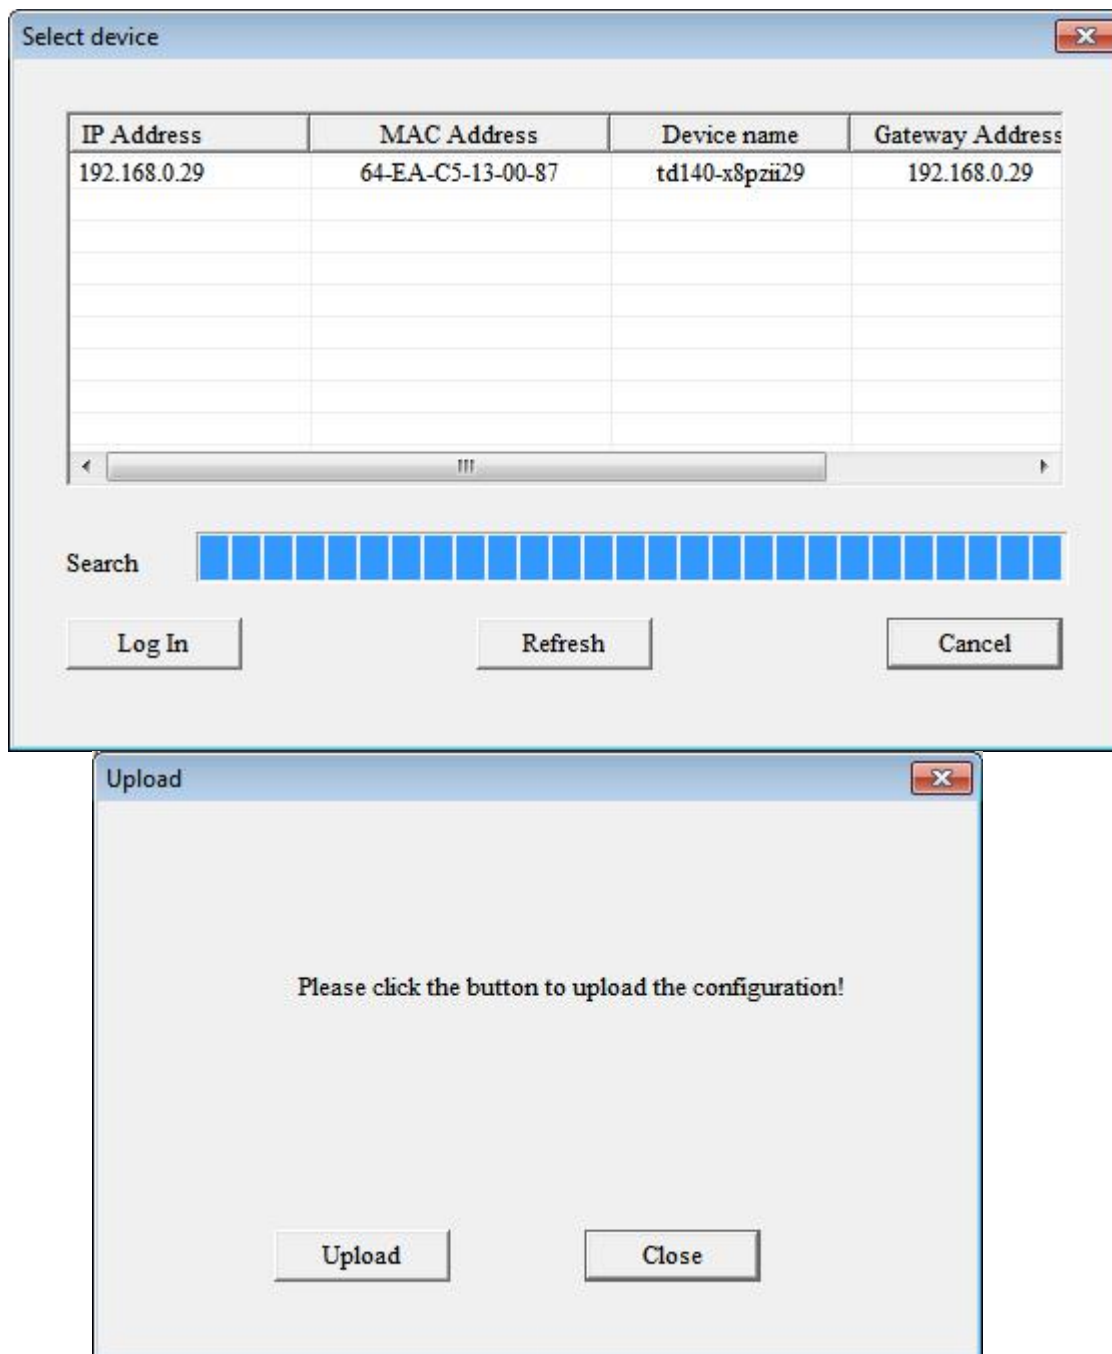 Select device
IP Address MAC Address Device name Gateway Address
192.168.0.29 64-EA-C5-13-00-87 td140-x8pzii29 192.168.0.29
Search
Log In Refresh Cancel
Upload
Please click the button to upload the configuration!
Upload Close